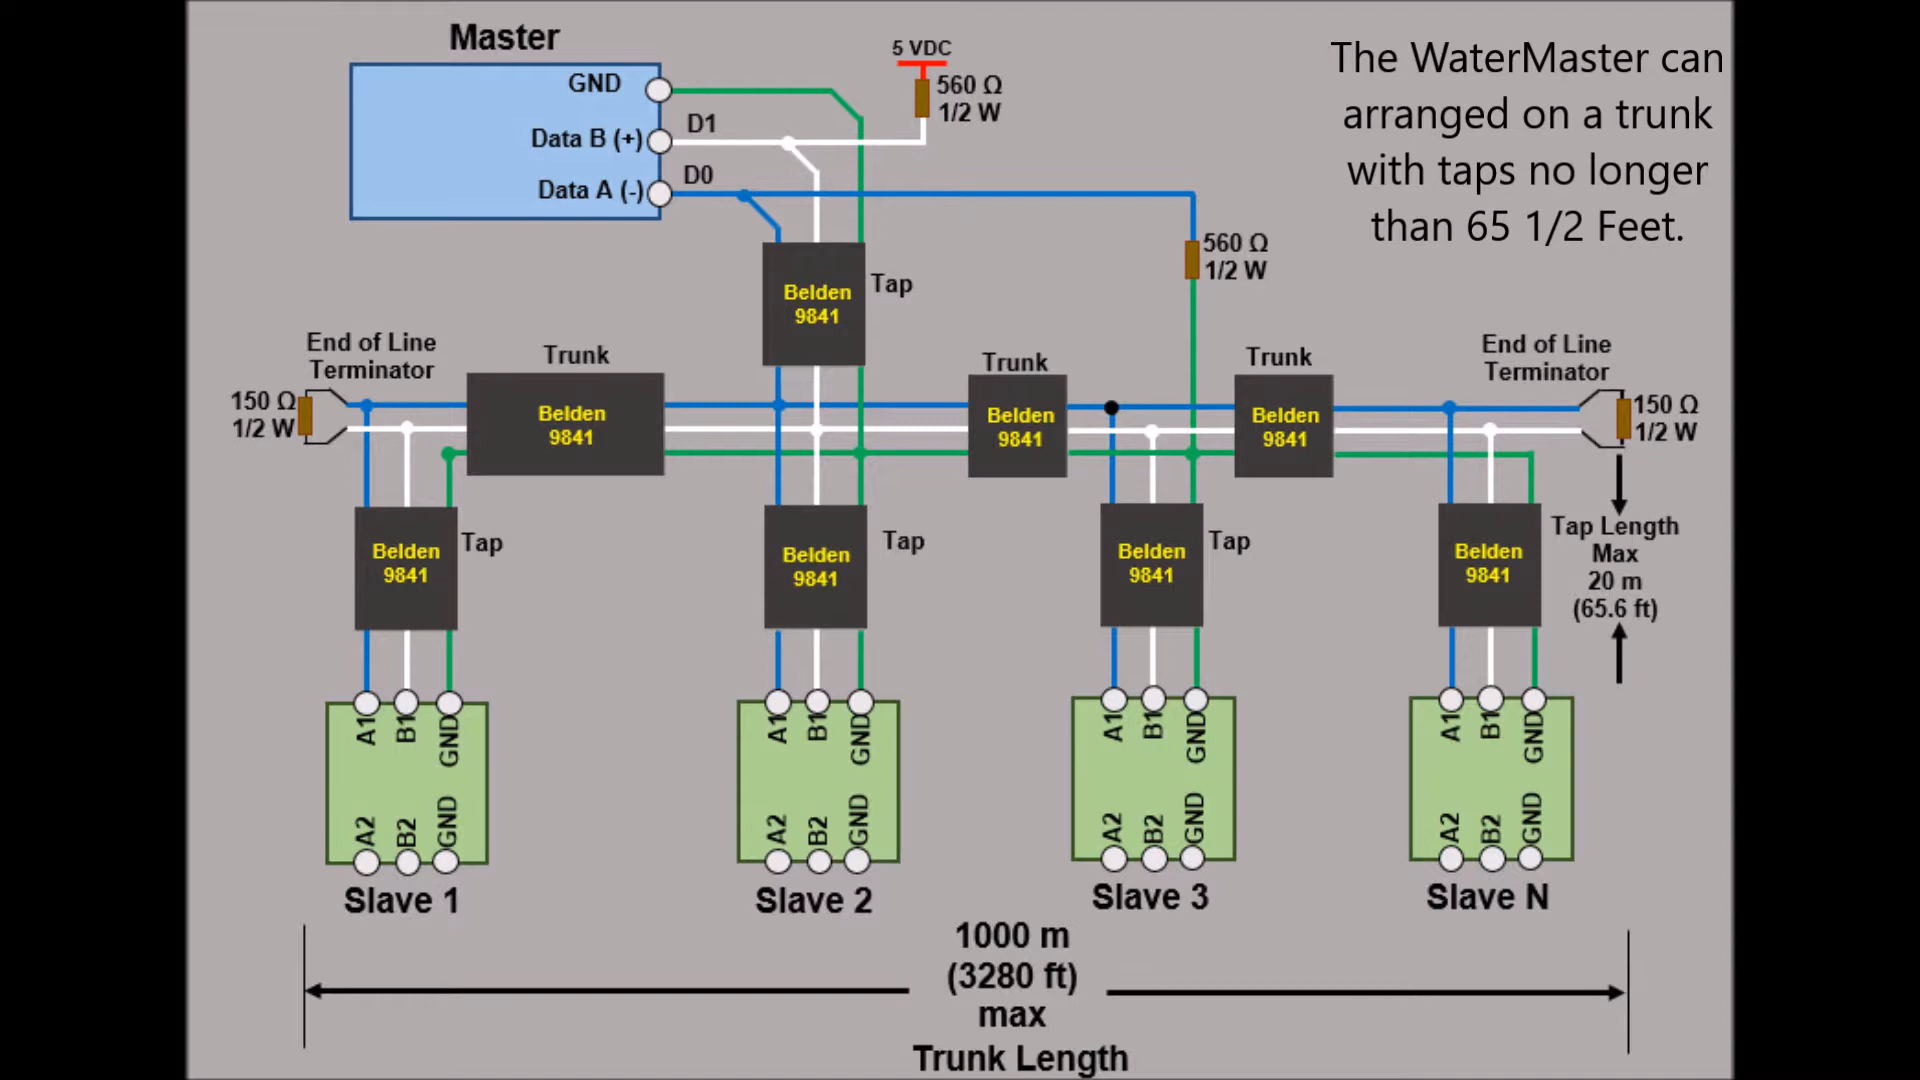 Master
GND
Data B (+)
Data A (-)
D1
D0
5 VDC
560 Ω
1/2 W
The WaterMaster can
arranged on a trunk
with taps no longer
than 65 1/2 Feet.
560 Ω
1/2 W
Belden
9841
Tap
End of Line
Terminator
150 Ω
1/2 W
Trunk
Belden
9841
Trunk
Belden
9841
Trunk
Belden
9841
End of Line
Terminator
150 Ω
1/2 W
Belden
9841
Tap
Belden
9841
Tap
Belden
9841
Tap
Belden
9841
Tap Length
Max
20 m
(65.6 ft)
A1
B1
GND
A2
B2
GND
Slave 1
A1
B1
GND
A2
B2
GND
Slave 2
A1
B1
GND
A2
B2
GND
Slave 3
A1
B1
GND
A2
B2
GND
Slave N
1000 m
(3280 ft)
max
Trunk Length